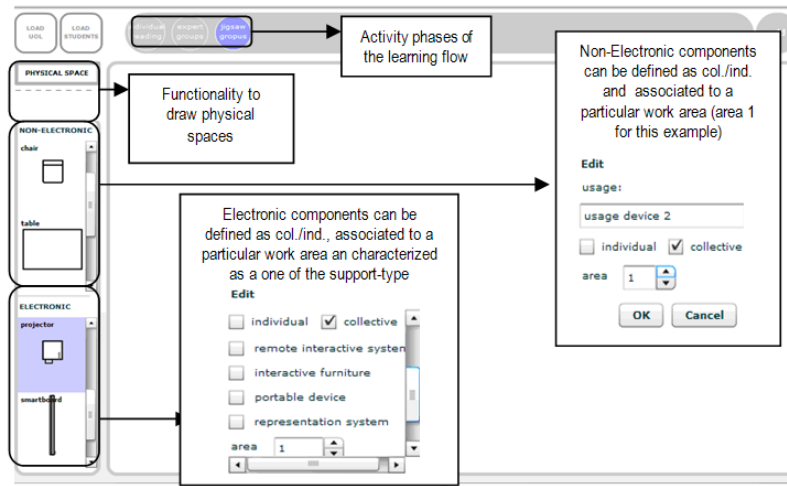 LOAD
UOL
LOAD
STUDENTS
individual
reading
expert
groups
jigsaw
gropus
Activity phases of
the learning flow
PHYSICAL SPACE
Functionality to
draw physical
spaces
NON-ELECTRONIC
chair
table
ELECTRONIC
projector
smartboard
Electronic components can be
defined as col./ind., associated to a
particular work area an characterized
as a one of the support-type
Edit
individual collective
remote interactive system
interactive furniture
portable device
representation system
area 1
Non-Electronic components
can be defined as col./ind.
and associated to a
particular work area (area 1
for this example)
Edit
usage:
usage device 2
individual collective
area 1
OK Cancel